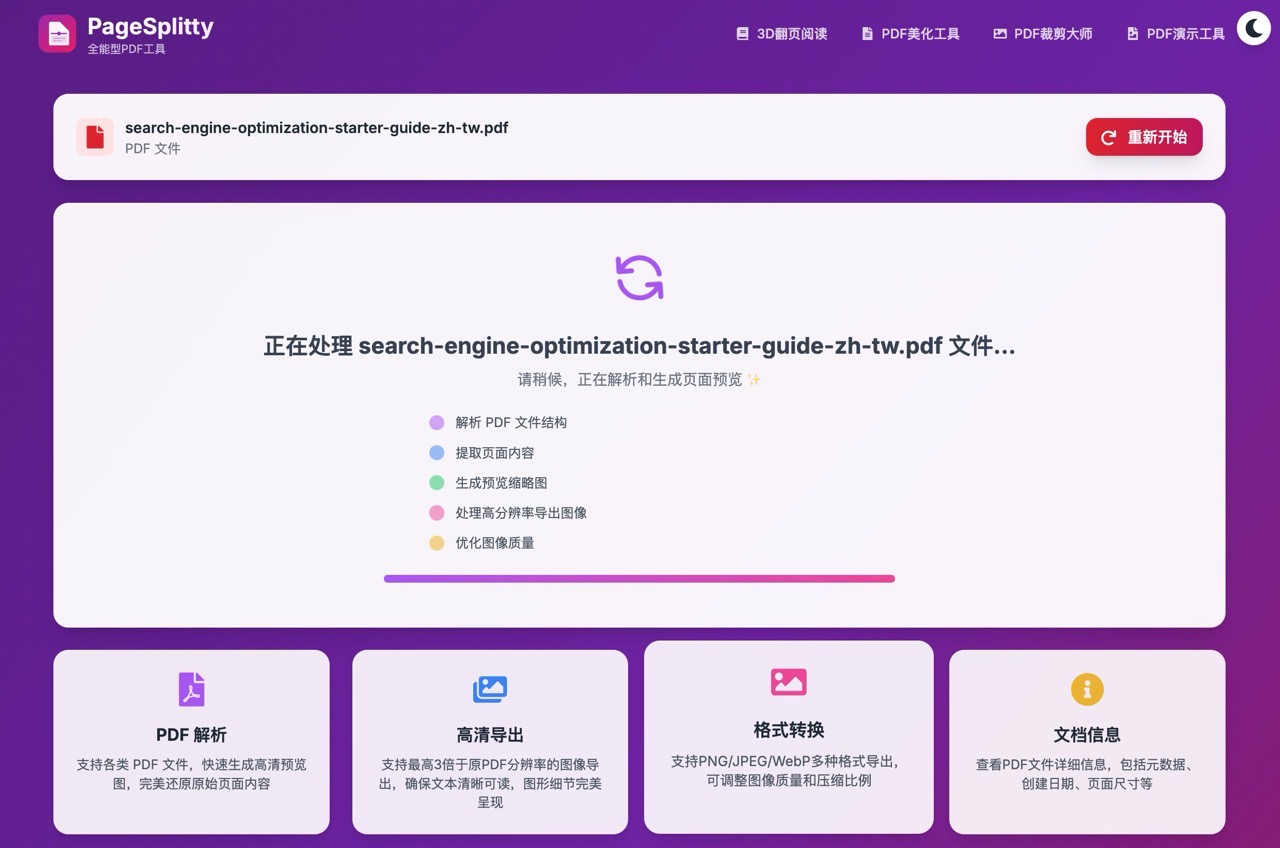 PageSplitty
全能型PDF工具
3D翻页阅读
PDF美化工具
PDF裁剪大师
PDF演示工具
search-engine-optimization-starter-guide-zh-tw.pdf
PDF 文件
重新开始
正在处理 search-engine-optimization-starter-guide-zh-tw.pdf 文件...
请稍候，正在解析和生成页面预览 ✨
解析 PDF 文件结构
提取页面内容
生成预览缩略图
处理高分辨率导出图像
优化图像质量
PDF 解析
支持各类 PDF 文件，快速生成高清预览
图，完美还原原始页面内容
高清导出
支持最高3倍于原PDF分辨率的图像导
出，确保文本清晰可读，图形细节完美
呈现
格式转换
支持PNG/JPEG/WebP多种格式导出，
可调整图像质量和压缩比例
文档信息
查看PDF文件详细信息，包括元数据、
创建日期、页面尺寸等